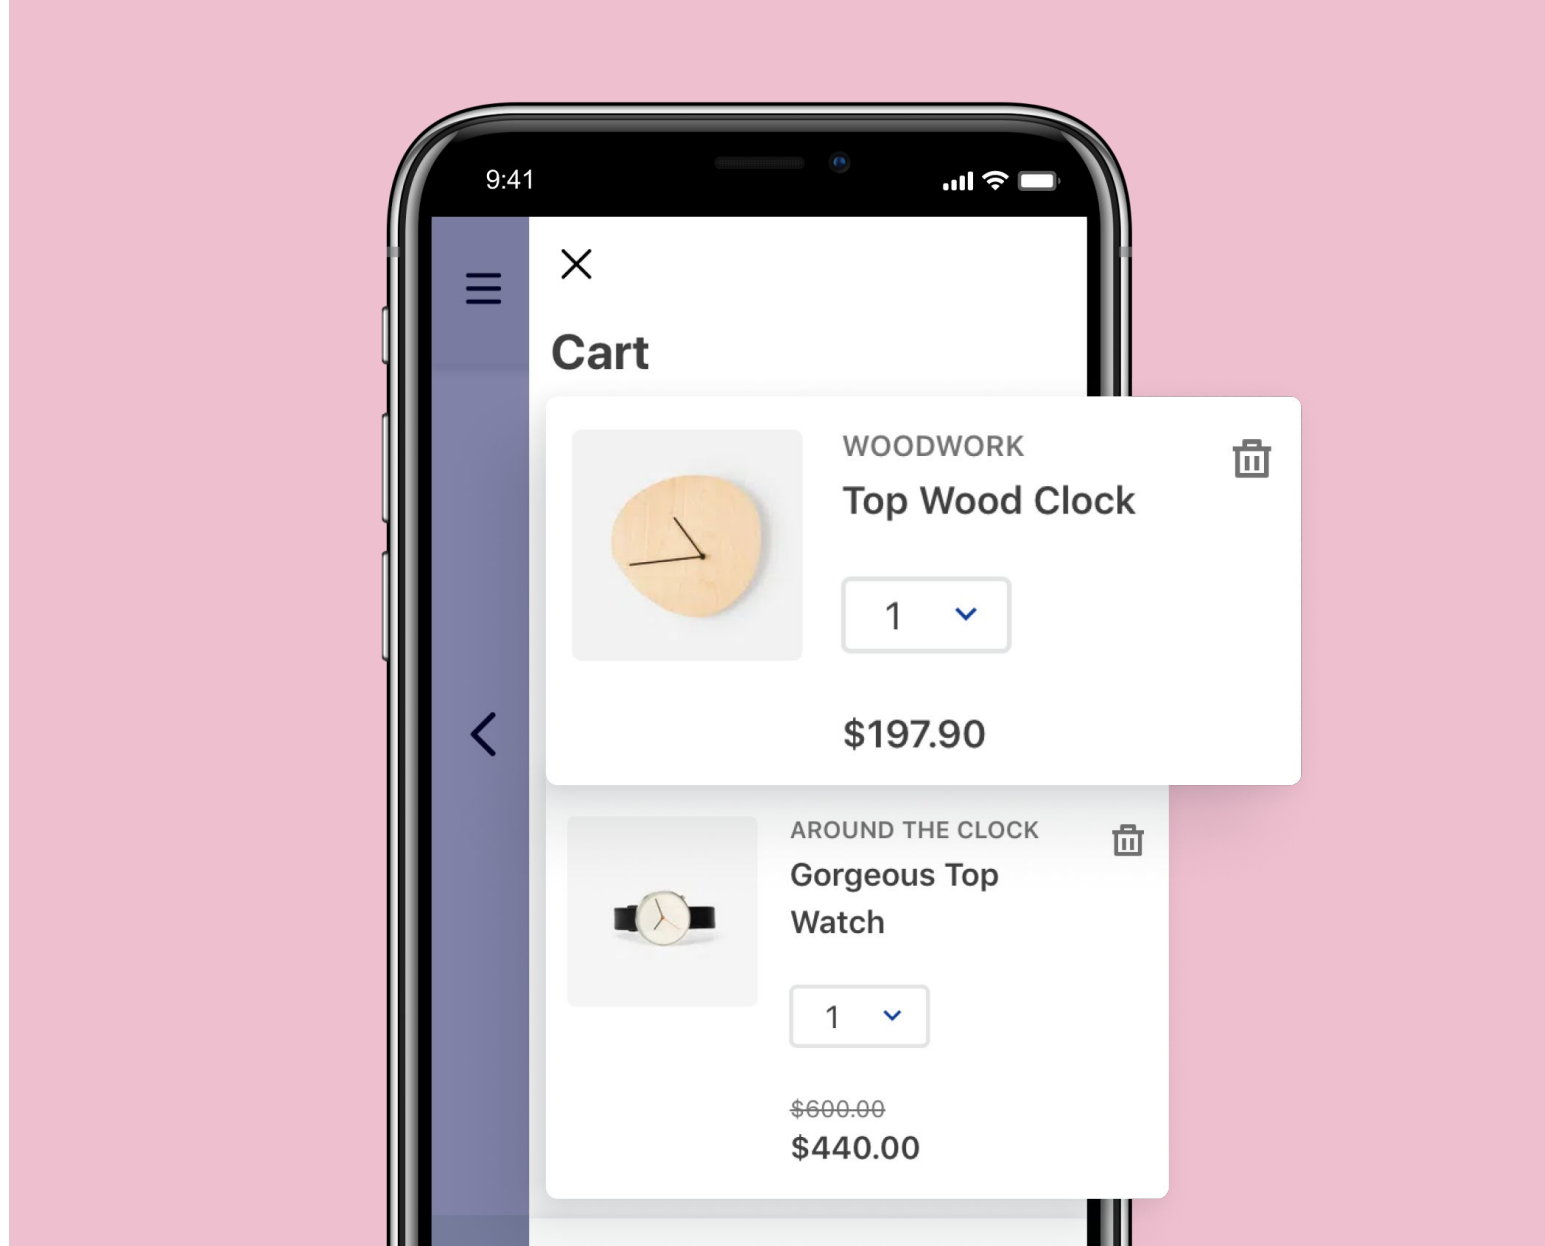 9:41
Cart
WOODWORK
Top Wood Clock
1
$197.90
AROUND THE CLOCK
Gorgeous Top
Watch
1
$600.00
$440.00